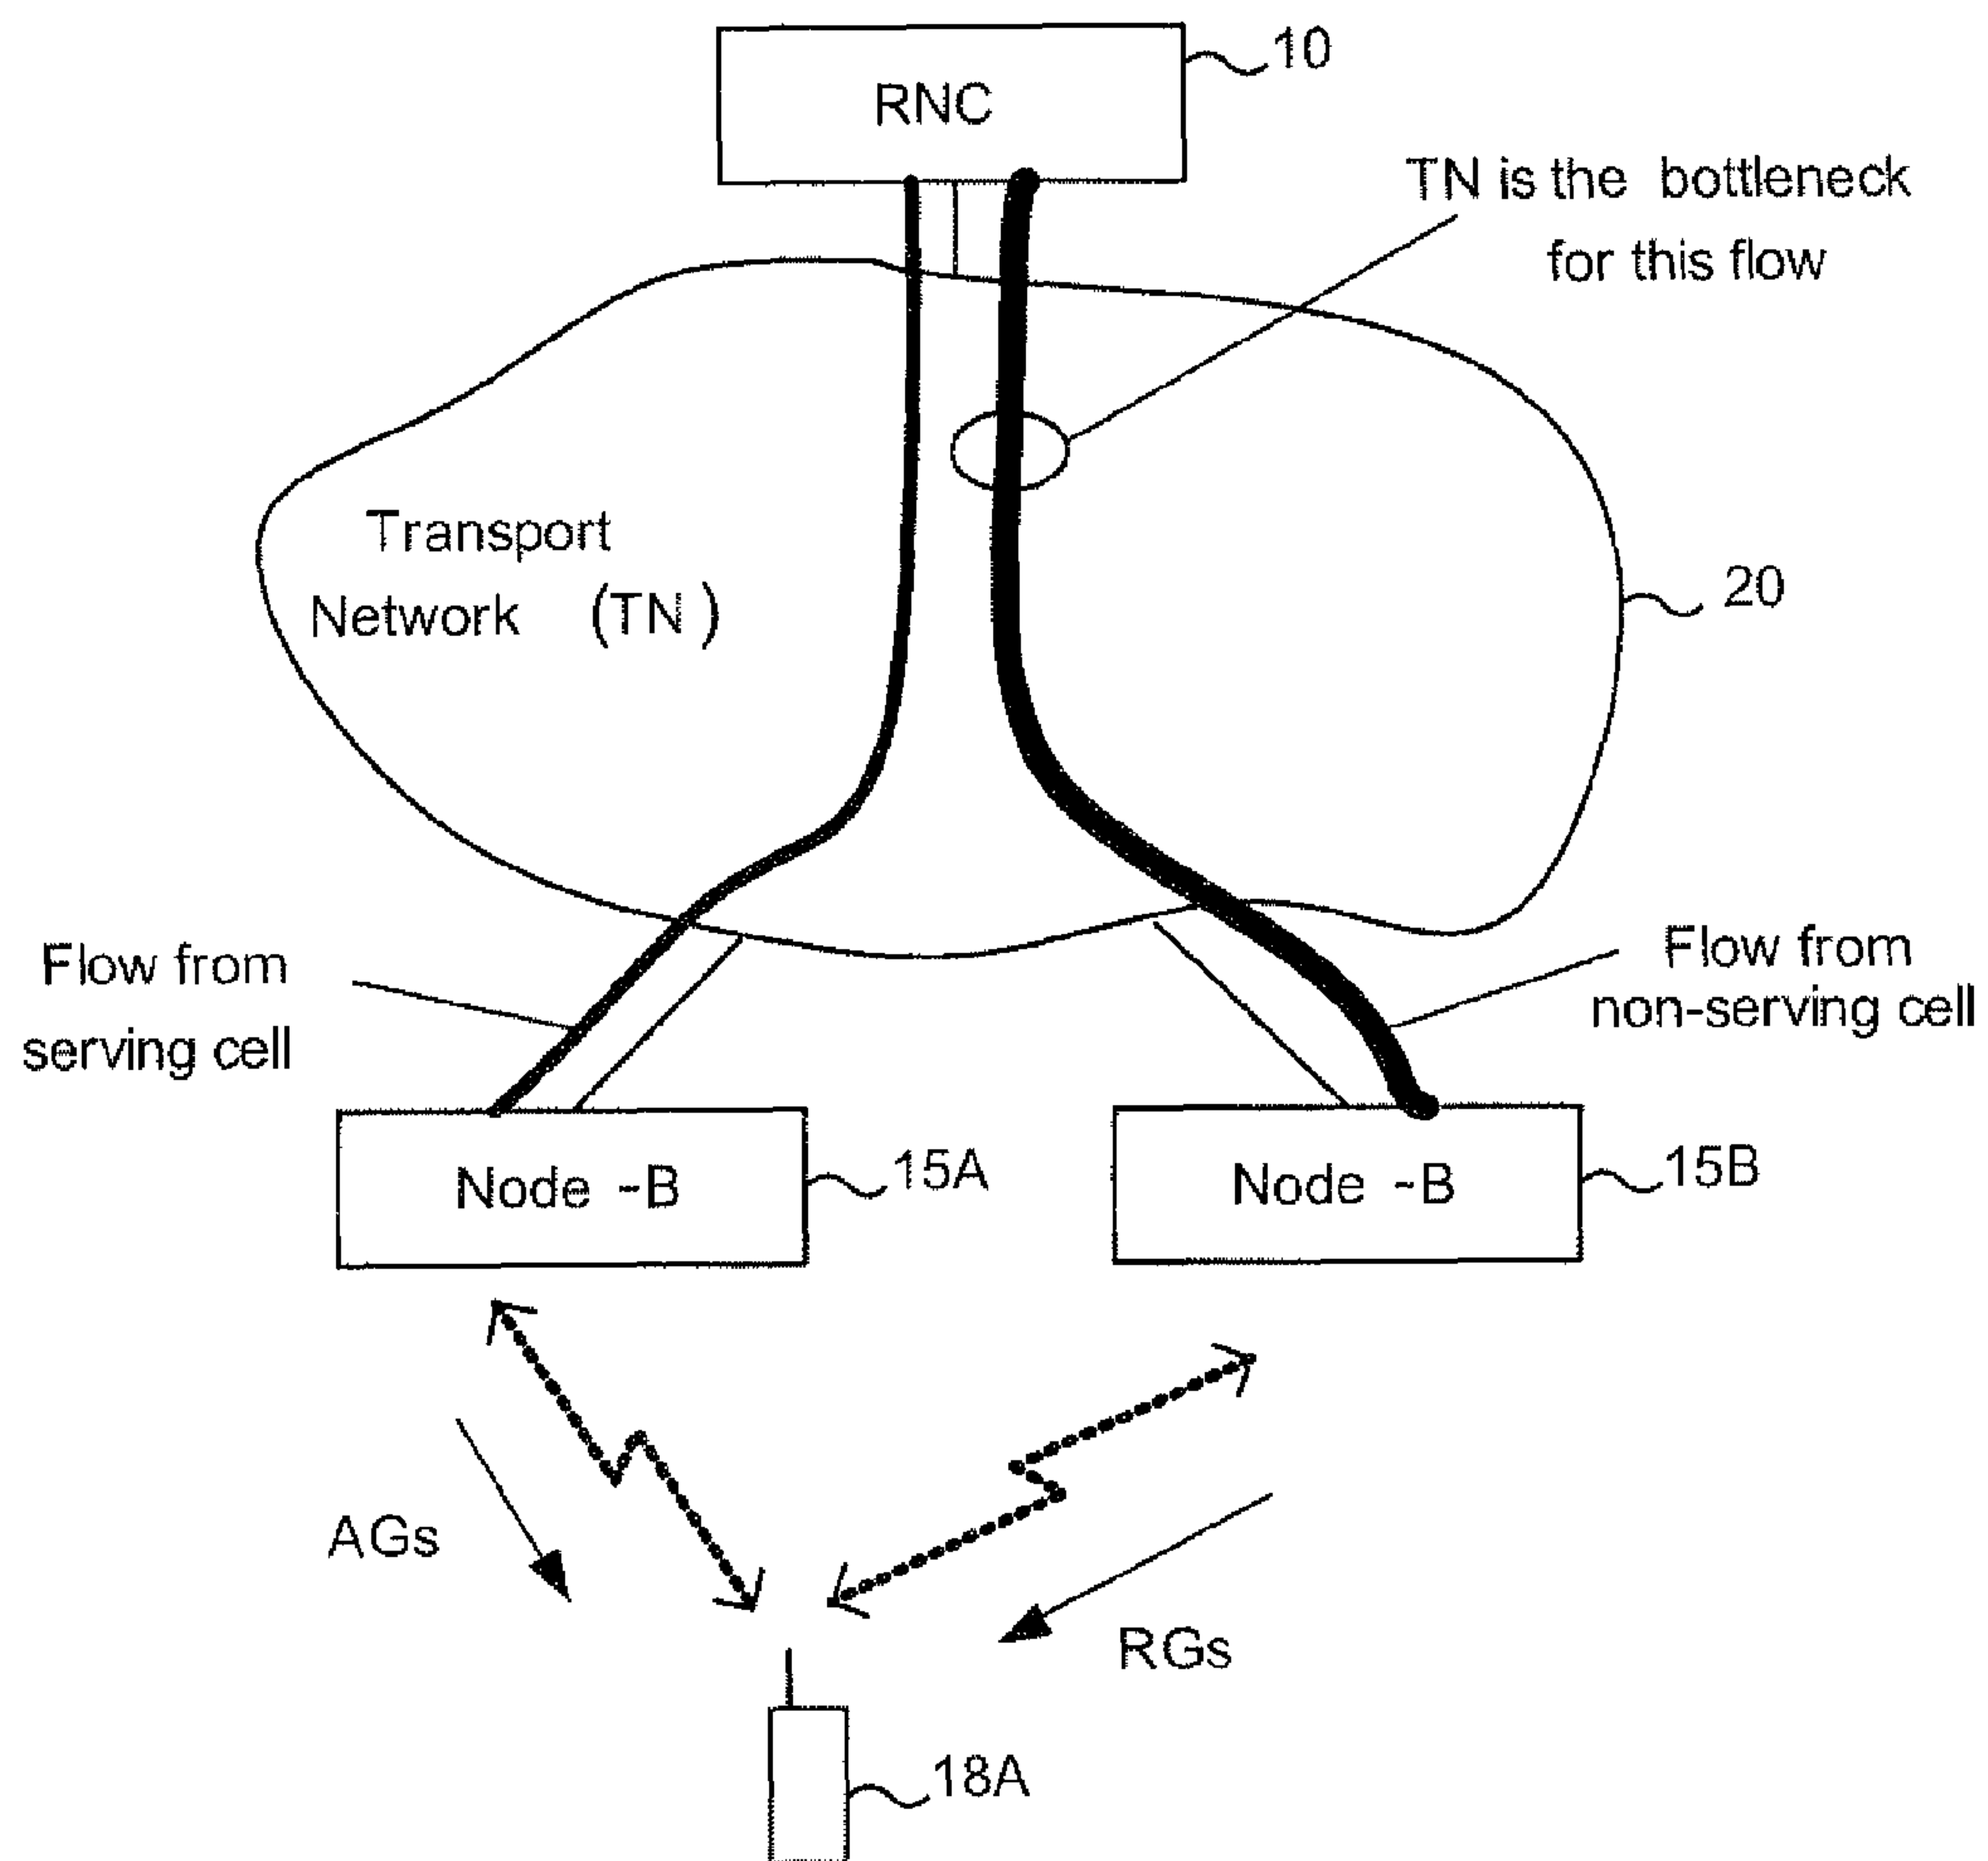 10
RNC
TN is the bottleneck
for this flow
Transport
Network (TN)
20
Flow from
serving cell
Flow from
non-serving cell
Node -B
15A
Node -B
15B
AGs
RGs
18A